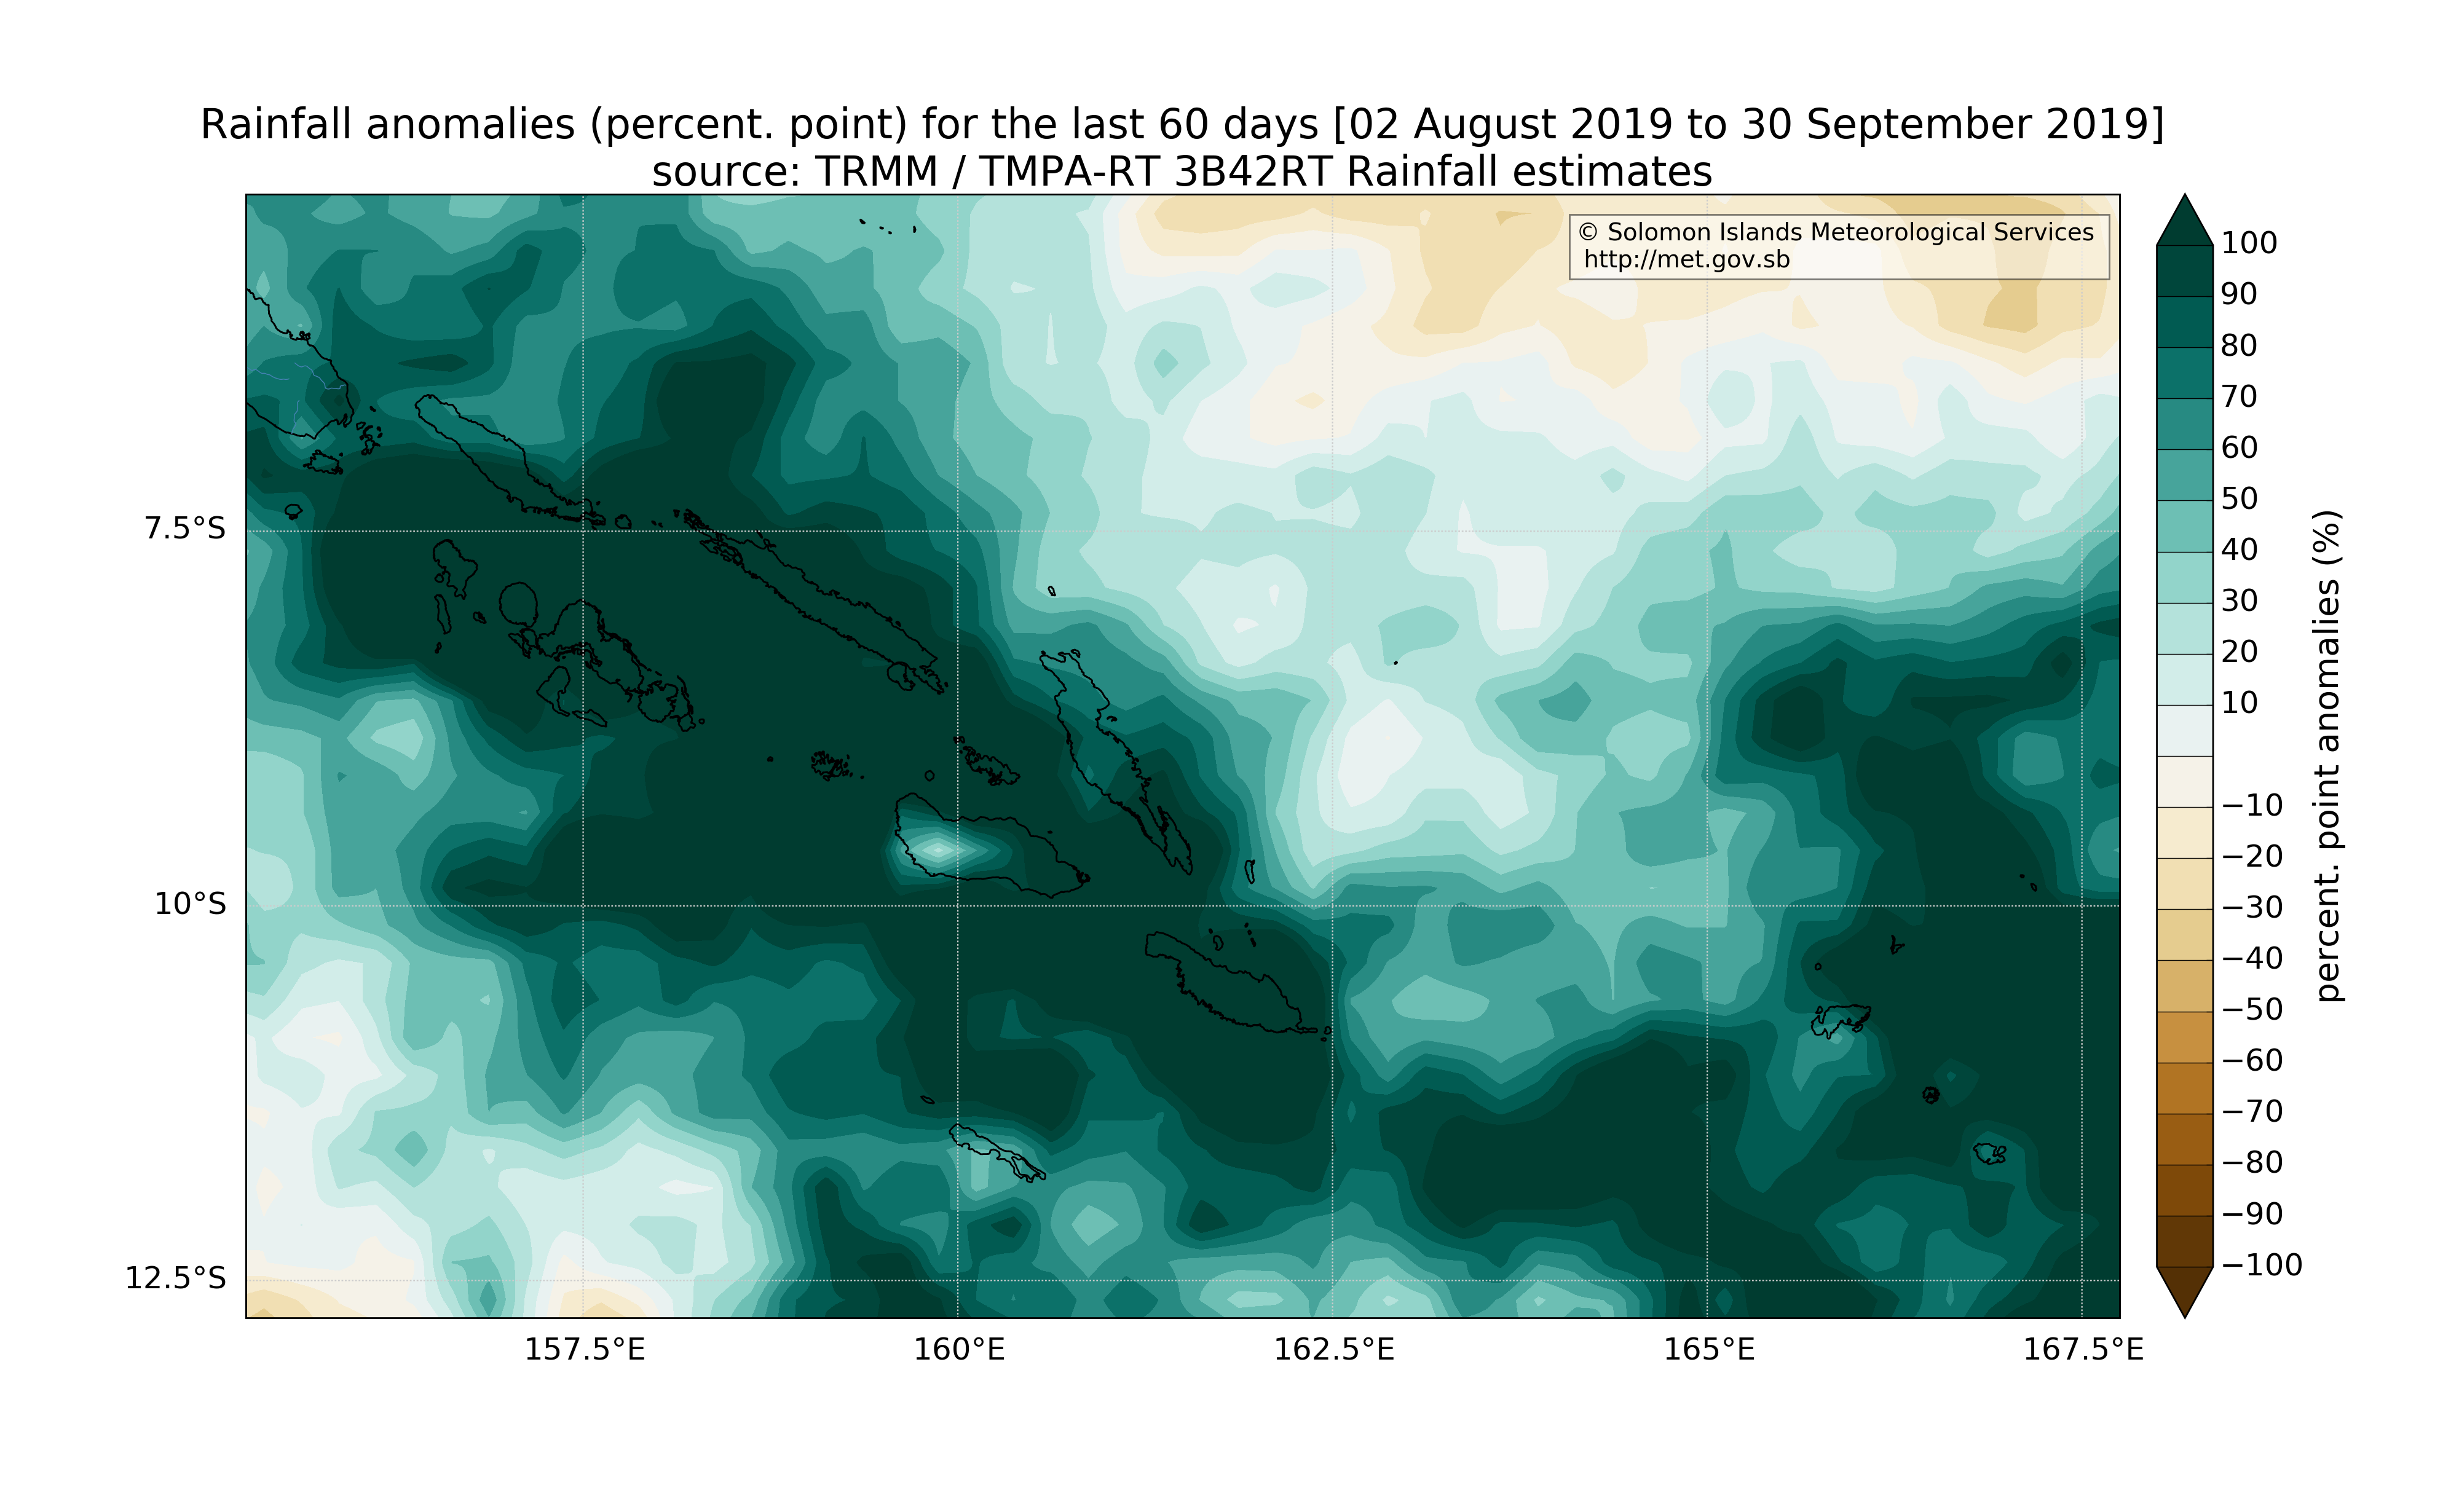 Rainfall anomalies (percent. point) for the last 60 days [02 August 2019 to 30 September 2019]
source: TRMM / TMPA-RT 3B42RT Rainfall estimates
© Solomon Islands Meteorological Services
http://met.gov.sb
7.5°S
10°S
12.5°S
157.5°E
160°E
162.5°E
165°E
167.5°E
100
90
80
70
60
50
40
30
20
10
−10
−20
−30
−40
−50
−60
−70
−80
−90
−100
percent. point anomalies (%)